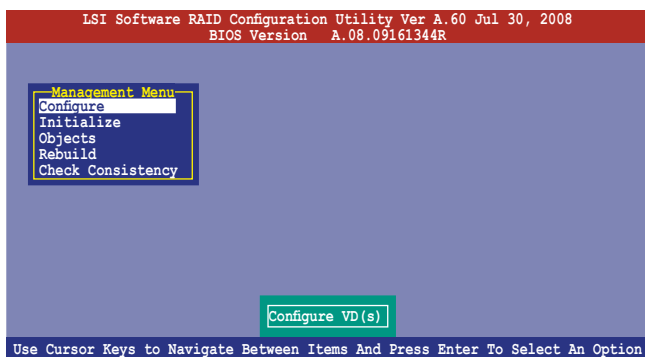 LSI Software RAID Configuration Utility Ver A.60 Jul 30, 2008
BIOS Version A.08.09161344R
Management Menu
Configure
Initialize
Objects
Rebuild
Check Consistency
Configure VD(s)
Use Cursor Keys to Navigate Between Items And Press Enter To Select An Option